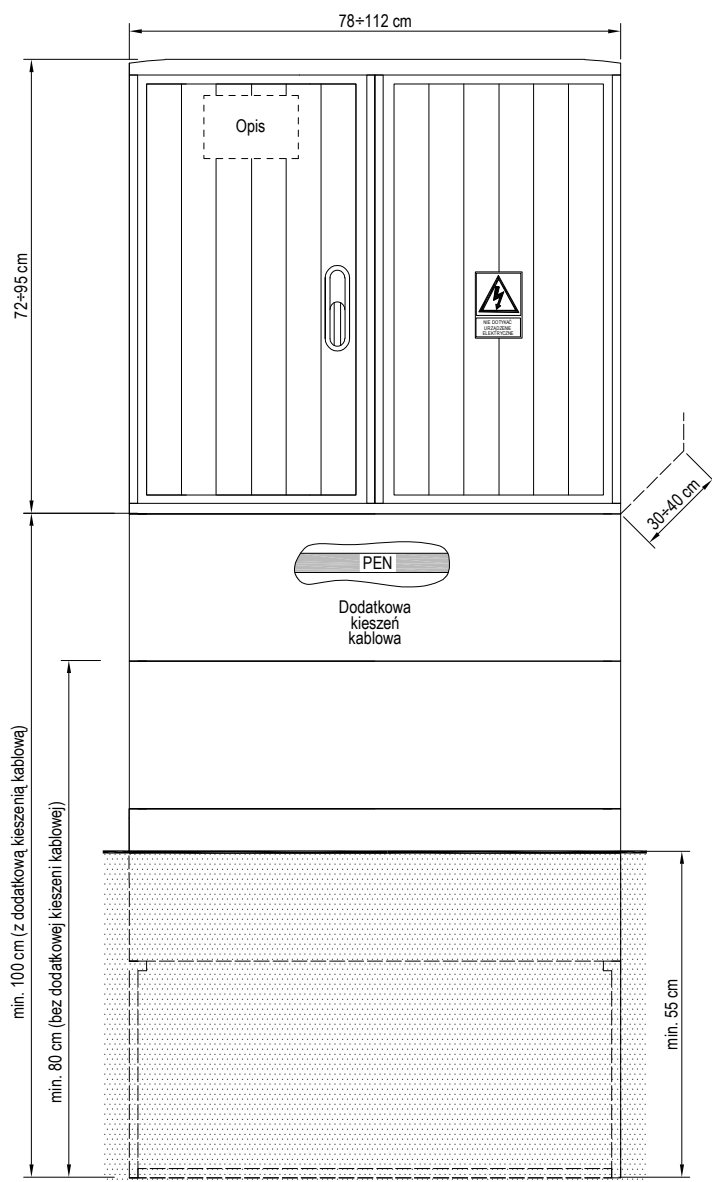 78÷112 cm
Opis
72÷95 cm
NIE DOTYKAĆ
URZĄDZENIE
ELEKTRYCZNE
30÷40 cm
PEN
Dodatkowa
kieszeń
kablowa
min. 100 cm (z dodatkową kieszenią kablową)
min. 80 cm (bez dodatkowej kieszeni kablowej)
min. 55 cm